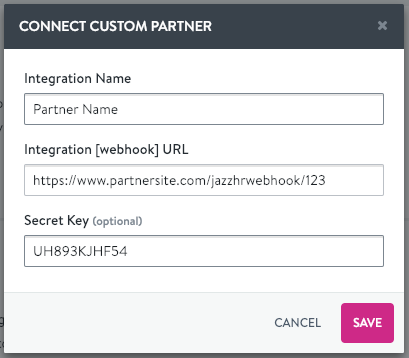 CONNECT CUSTOM PARTNER ×
Integration Name
Partner Name
Integration [webhook] URL
https://www.partnersite.com/jazzhrwebhook/123
Secret Key (optional)
UH893KJHF54
CANCEL SAVE